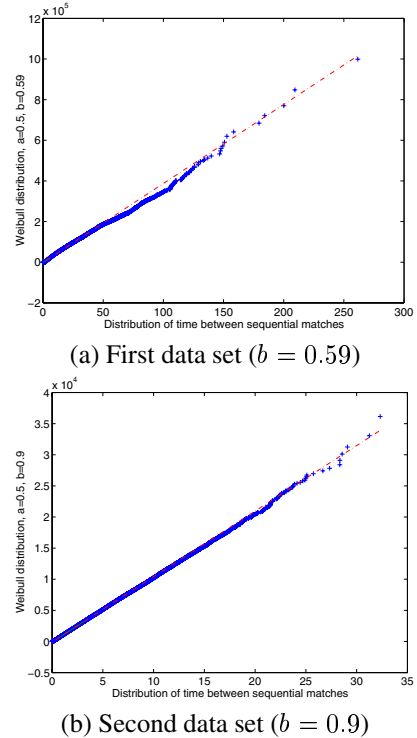 x 10^5
12
10
8
6
4
2
0
−2
Weibull distribution, a=0.5, b=0.59
0 50 100 150 200 250 300
Distribution of time between sequential matches
(a) First data set (b = 0.59)
x 10^4
4
3.5
3
2.5
2
1.5
1
0.5
0
−0.5
Weibull distribution, a=0.5, b=0.9
0 5 10 15 20 25 30 35
Distribution of time between sequential matches
(b) Second data set (b = 0.9)